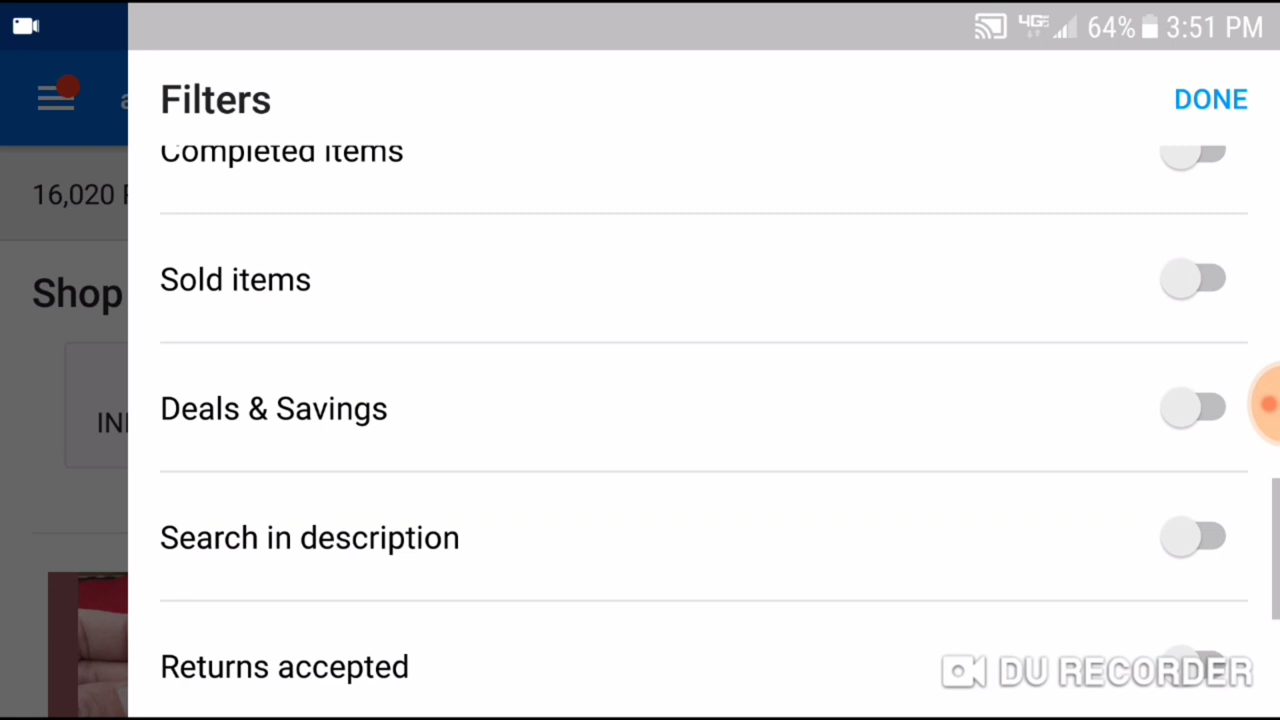 4G 64% 3:51 PM
Filters
DONE
Completed items
16,020
Sold items
Shop
Deals & Savings
Search in description
Returns accepted
DU RECORDER